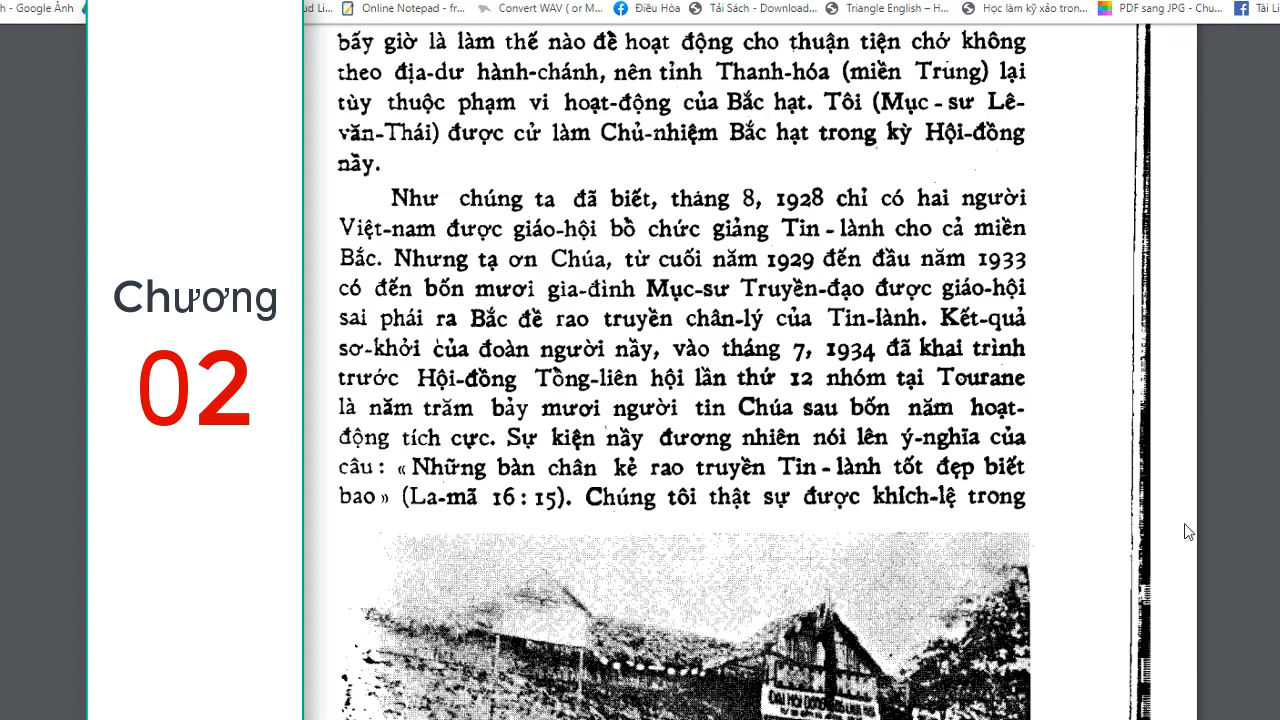 h - Google Ảnh
ud Li...
Online Notepad - fr...
Convert WAV ( or M...
Điều Hòa
Tải Sách - Download...
Triangle English – H...
Học làm kỹ xảo tron...
PDF sang JPG - Chu...
Tài Li
Chương
02
bấy giờ là làm thế nào để hoạt động cho thuận tiện chớ không
theo địa-dư hành-chánh, nên tỉnh Thanh-hóa (miền Trung) lại
tùy thuộc phạm vi hoạt-động của Bắc hạt. Tôi (Mục - sư Lê-
văn-Thái) được cử làm Chủ-nhiệm Bắc hạt trong kỳ Hội-đồng
nầy.
Như chúng ta đã biết, tháng 8, 1928 chỉ có hai người
Việt-nam được giáo-hội bổ chức giảng Tin - lành cho cả miền
Bắc. Nhưng tạ ơn Chúa, từ cuối năm 1929 đến đầu năm 1933
có đến bốn mươi gia-đình Mục-sư Truyền-đạo được giáo-hội
sai phái ra Bắc để rao truyền chân-lý của Tin-lành. Kết-quả
sơ-khởi của đoàn người nầy, vào tháng 7, 1934 đã khai trình
trước Hội-đồng Tổng-liên hội lần thứ 12 nhóm tại Tourane
là năm trăm bảy mươi người tin Chúa sau bốn năm hoạt-
động tích cực. Sự kiện nầy đương nhiên nói lên ý-nghĩa của
câu : « Những bàn chân kẻ rao truyền Tin - lành tốt đẹp biết
bao » (La-mã 16 : 15). Chúng tôi thật sự được khích-lệ trong